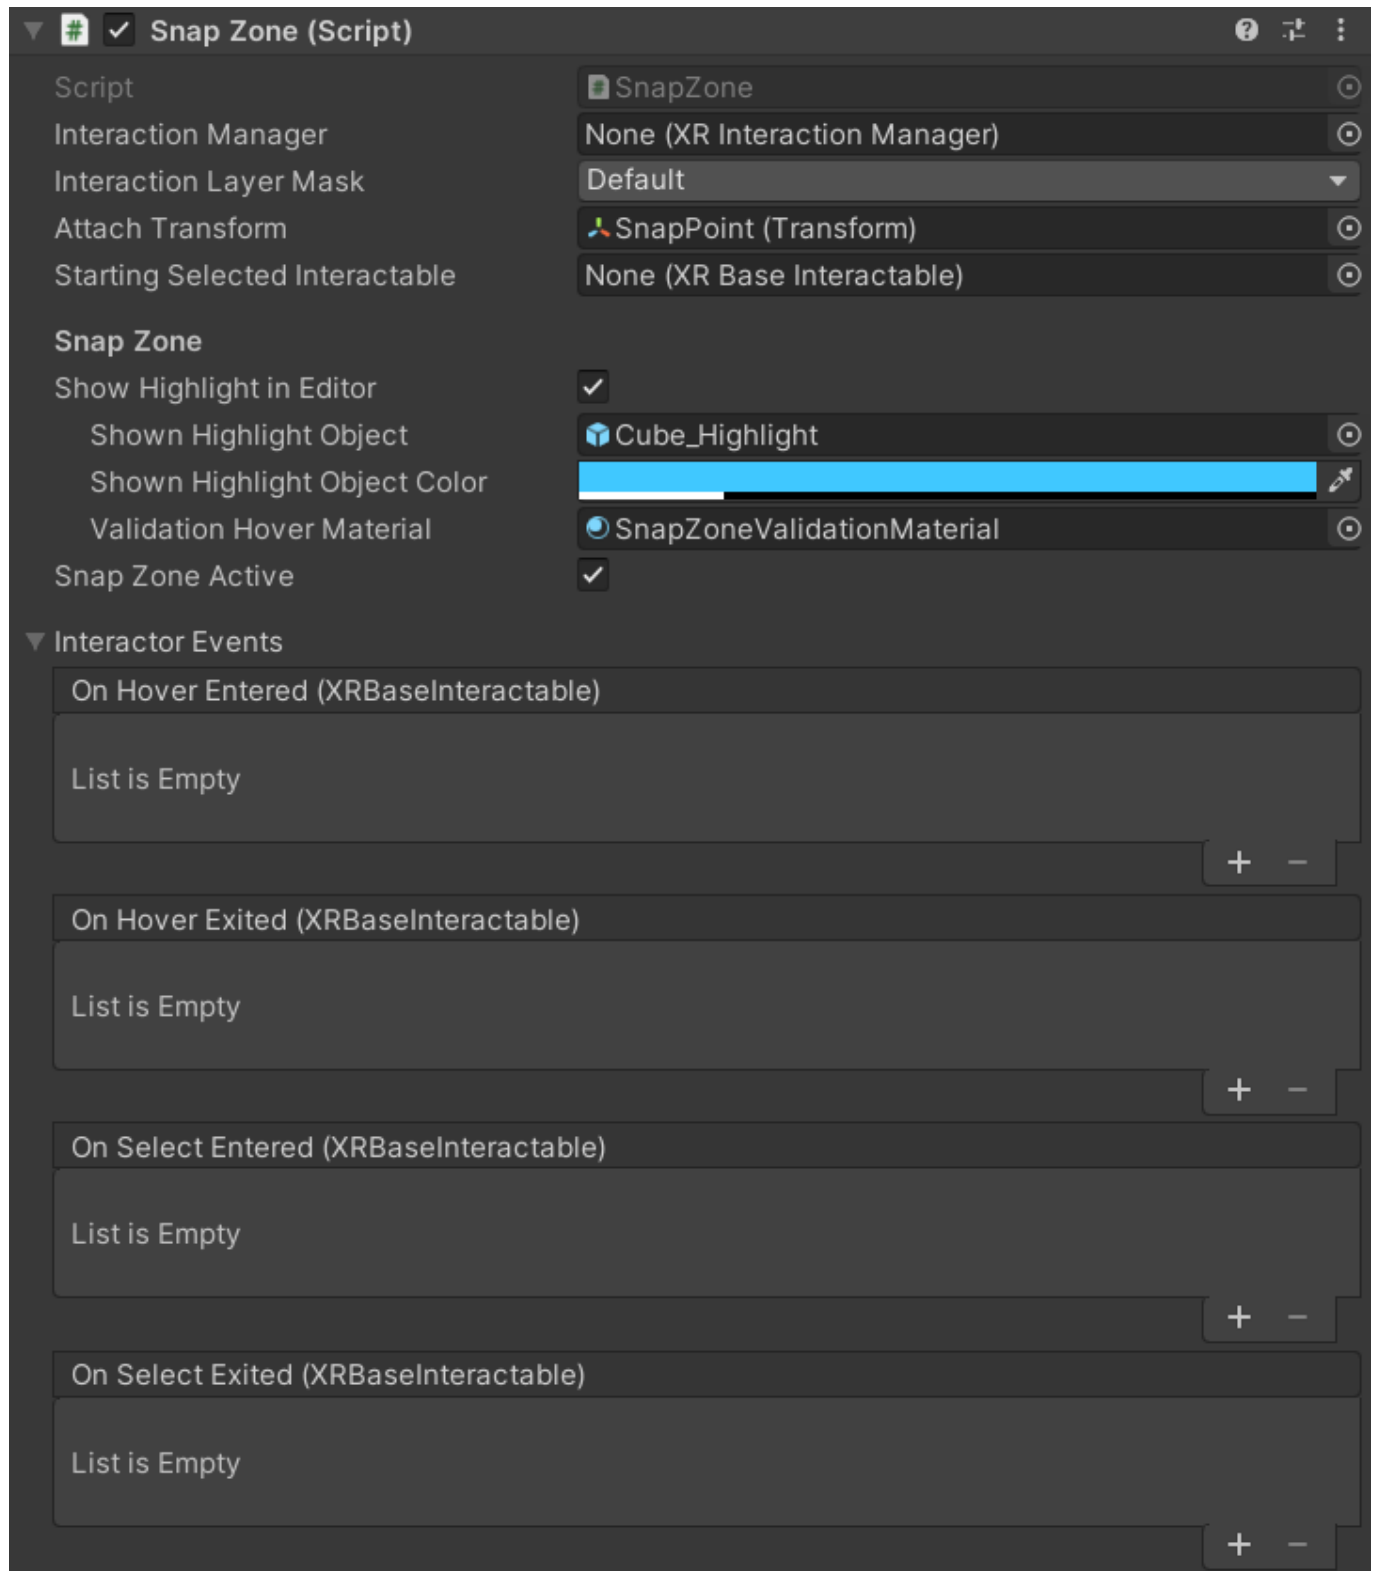 Snap Zone (Script)
Script SnapZone
Interaction Manager None (XR Interaction Manager)
Interaction Layer Mask Default
Attach Transform SnapPoint (Transform)
Starting Selected Interactable None (XR Base Interactable)
Snap Zone
Show Highlight in Editor
Shown Highlight Object Cube_Highlight
Shown Highlight Object Color
Validation Hover Material SnapZoneValidationMaterial
Snap Zone Active
Interactor Events
On Hover Entered (XRBaseInteractable)
List is Empty
+ −
On Hover Exited (XRBaseInteractable)
List is Empty
+ −
On Select Entered (XRBaseInteractable)
List is Empty
+ −
On Select Exited (XRBaseInteractable)
List is Empty
+ −